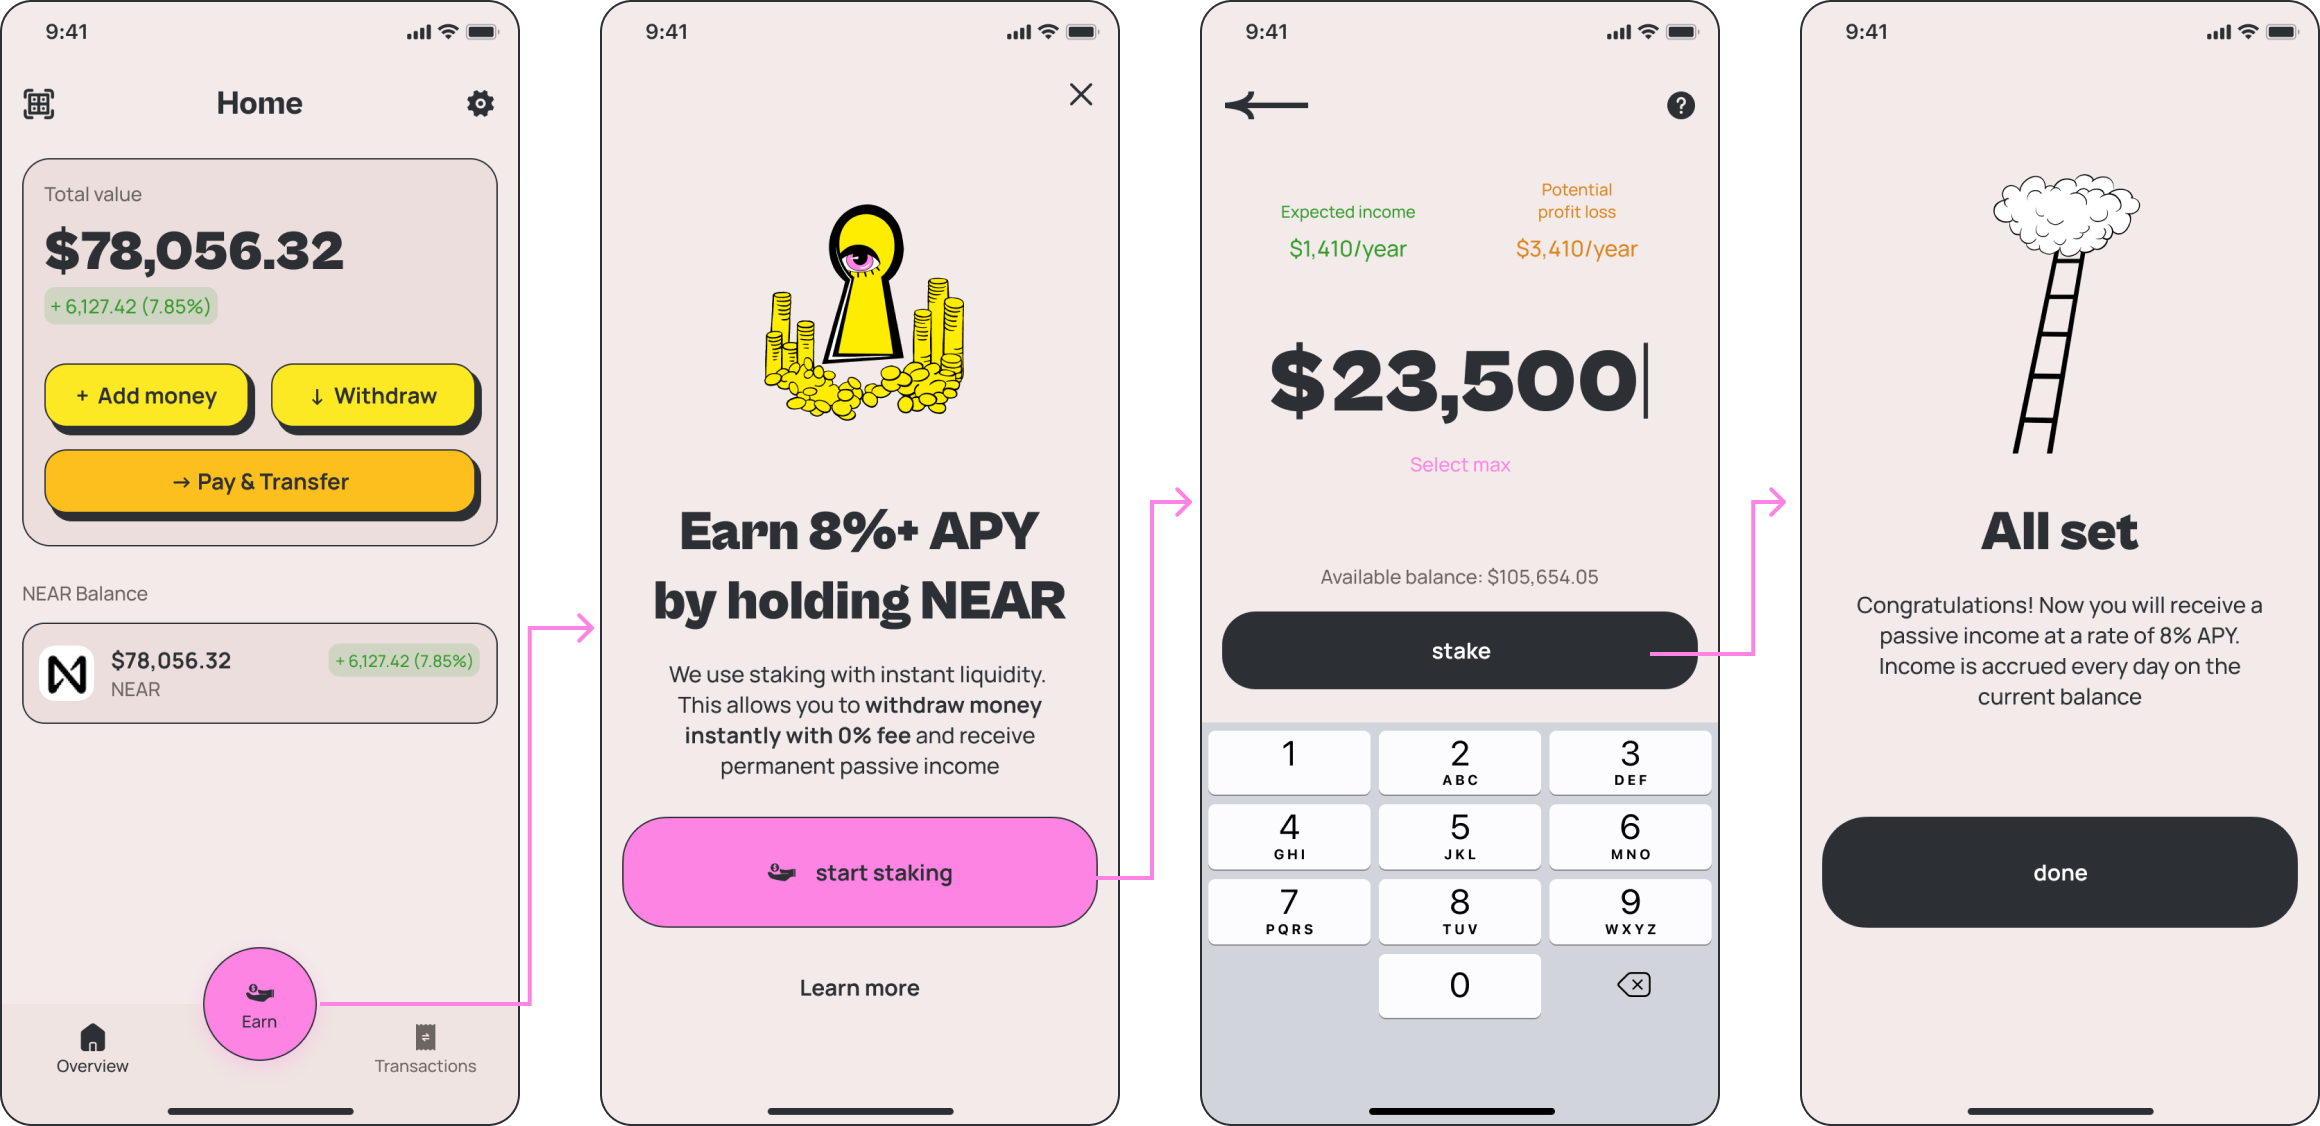 9:41
Home
Total value
$78,056.32
+ 6,127.42 (7.85%)
+ Add money
↓ Withdraw
→ Pay & Transfer
NEAR Balance
$78,056.32
+ 6,127.42 (7.85%)
NEAR
Earn
Overview
Transactions
9:41
Earn 8%+ APY
by holding NEAR
We use staking with instant liquidity.
This allows you to withdraw money
instantly with 0% fee and receive
permanent passive income
start staking
Learn more
9:41
?
Expected income
$1,410/year
Potential
profit loss
$3,410/year
$23,500
Select max
Available balance: $105,654.05
stake
1
2
ABC
3
DEF
4
GHI
5
JKL
6
MNO
7
PQRS
8
TUV
9
WXYZ
0
9:41
All set
Congratulations! Now you will receive a
passive income at a rate of 8% APY.
Income is accrued every day on the
current balance
done